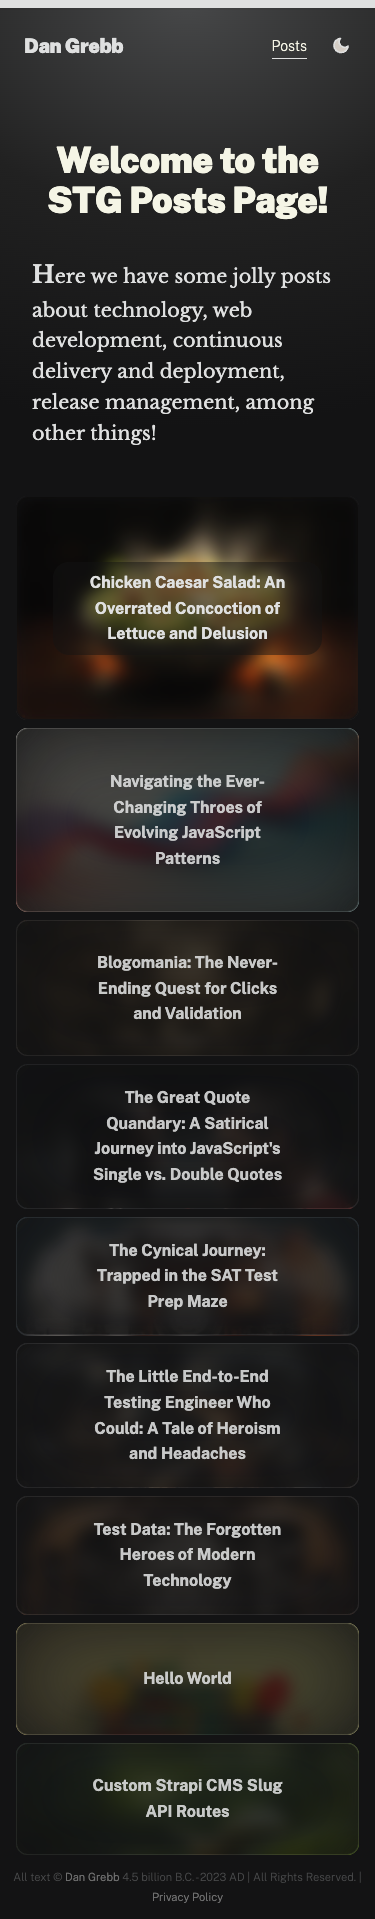 Dan Grebb
Posts
Welcome to the
STG Posts Page!
Here we have some jolly posts
about technology, web
development, continuous
delivery and deployment,
release management, among
other things!
Chicken Caesar Salad: An
Overrated Concoction of
Lettuce and Delusion
Navigating the Ever-
Changing Throes of
Evolving JavaScript
Patterns
Blogomania: The Never-
Ending Quest for Clicks
and Validation
The Great Quote
Quandary: A Satirical
Journey into JavaScript's
Single vs. Double Quotes
The Cynical Journey:
Trapped in the SAT Test
Prep Maze
The Little End-to-End
Testing Engineer Who
Could: A Tale of Heroism
and Headaches
Test Data: The Forgotten
Heroes of Modern
Technology
Hello World
Custom Strapi CMS Slug
API Routes
All text © Dan Grebb 4.5 billion B.C.-2023 AD | All Rights Reserved. |
Privacy Policy